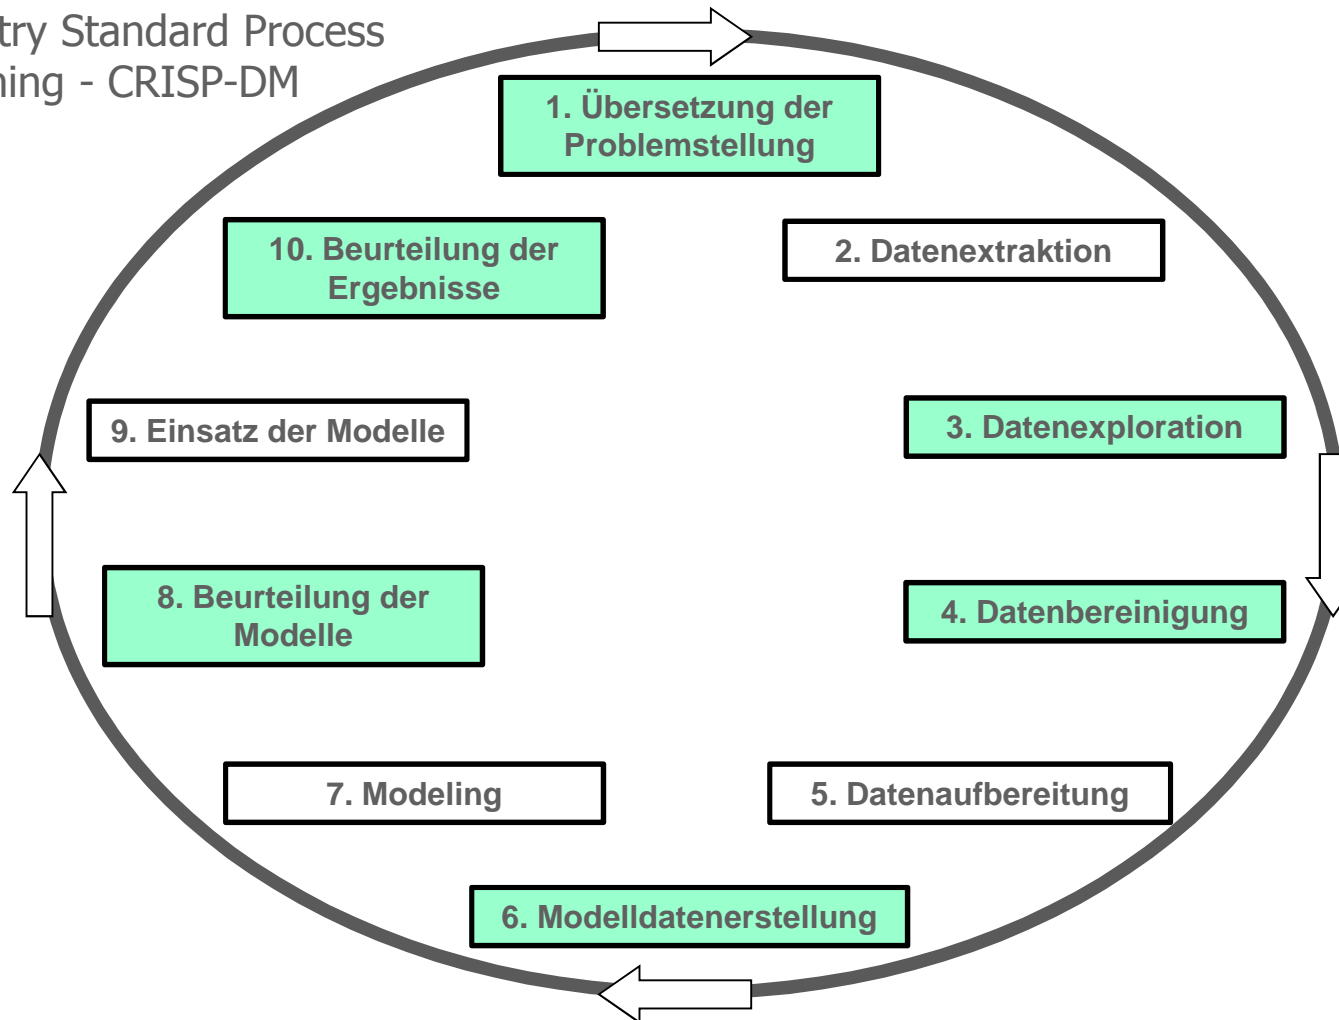 try Standard Process
ning - CRISP-DM
1. Übersetzung der
Problemstellung
10. Beurteilung der
Ergebnisse
2. Datenextraktion
9. Einsatz der Modelle
3. Datenexploration
8. Beurteilung der
Modelle
4. Datenbereinigung
7. Modeling
5. Datenaufbereitung
6. Modelldatenerstellung